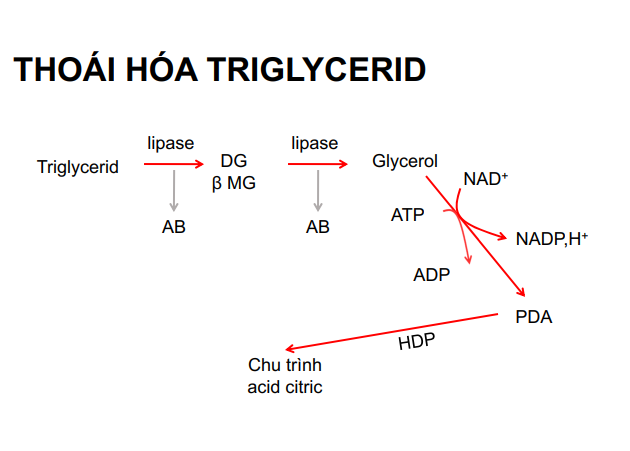 THOÁI HÓA TRIGLYCERID
lipase
lipase
Triglycerid
DG
β MG
Glycerol
AB
AB
NAD⁺
ATP
NADP,H⁺
ADP
PDA
HDP
Chu trình
acid citric